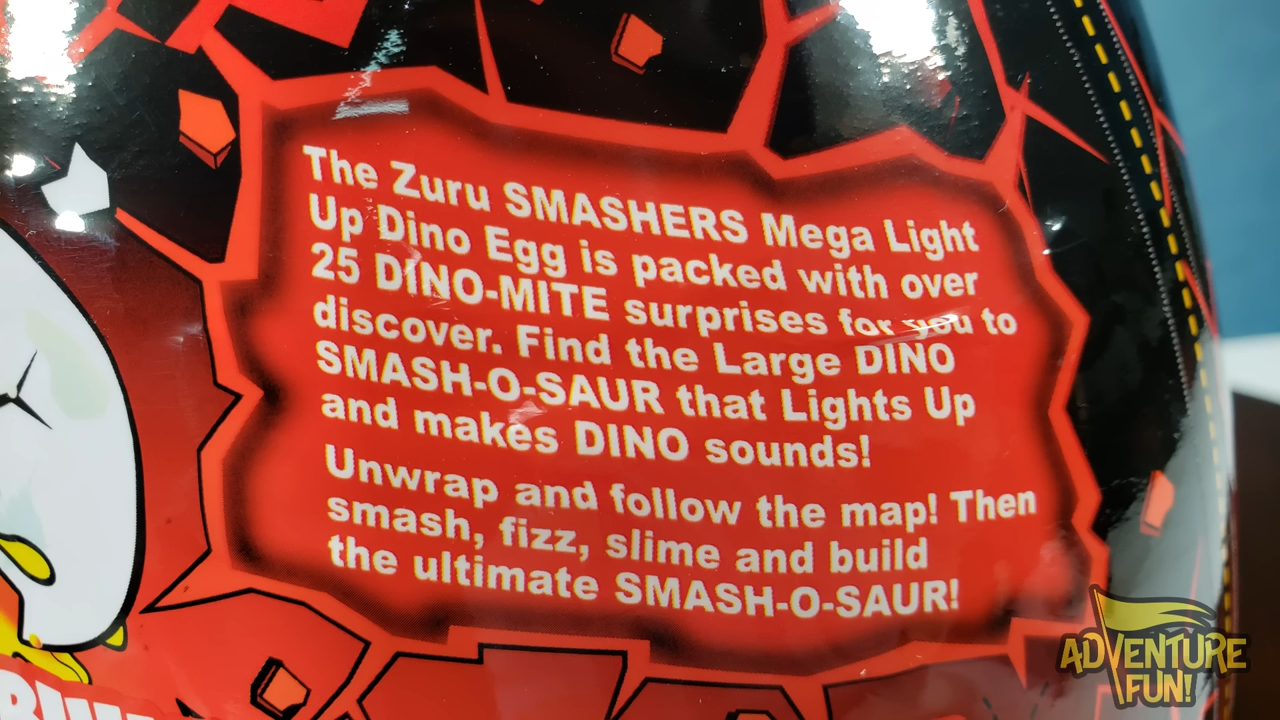 The Zuru SMASHERS Mega Light
Up Dino Egg is packed with over
25 DINO-MITE surprises for you to
discover. Find the Large DINO
SMASH-O-SAUR that Lights Up
and makes DINO sounds!
Unwrap and follow the map! Then
smash, fizz, slime and build
the ultimate SMASH-O-SAUR!
ADVENTURE
FUN!